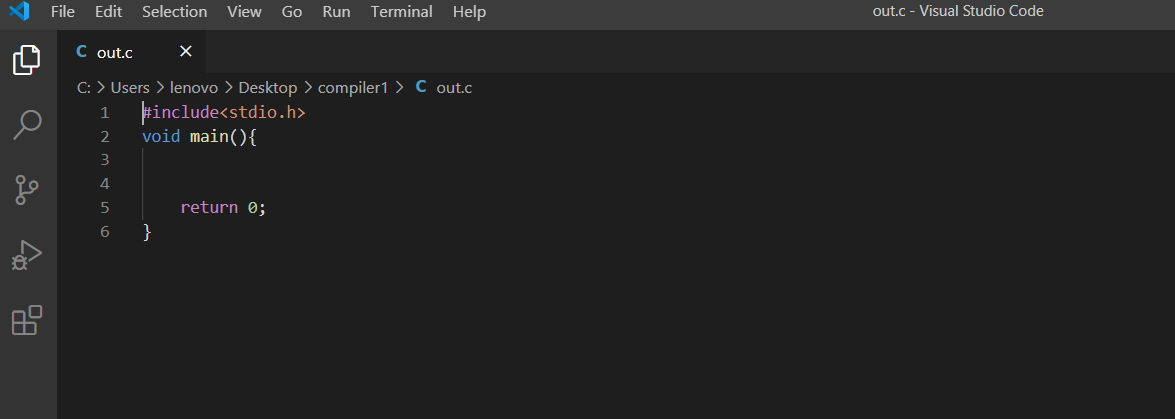 File Edit Selection View Go Run Terminal Help out.c - Visual Studio Code
C out.c ×
C: > Users > lenovo > Desktop > compiler1 > C out.c
1 #include<stdio.h>
2 void main(){
3
4
5     return 0;
6 }